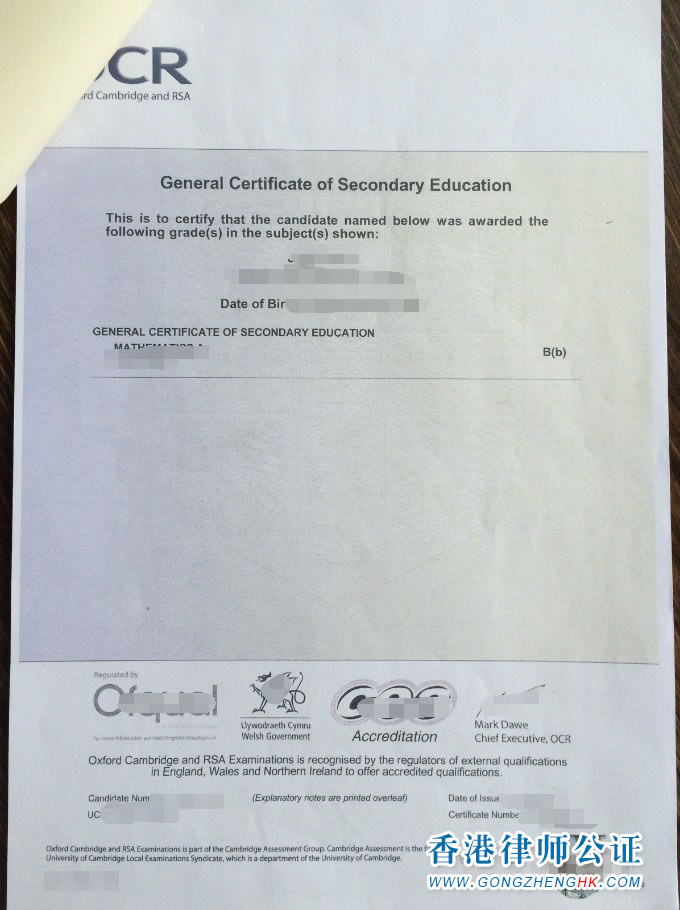 OCR
rd Cambridge and RSA
General Certificate of Secondary Education
This is to certify that the candidate named below was awarded the
following grade(s) in the subject(s) shown:
Date of Bir
GENERAL CERTIFICATE OF SECONDARY EDUCATION
MATHEMATICS A
B(b)
Regulated by
Ofqual
Llywodraeth Cymru
Welsh Government
Accreditation
Mark Dawe
Chief Executive, OCR
Oxford Cambridge and RSA Examinations is recognised by the regulators of external qualifications
in England, Wales and Northern Ireland to offer accredited qualifications.
Candidate Num
(Explanatory notes are printed overleaf)
Date of Issue
UC
Certificate Numbe
Oxford Cambridge and RSA Examinations is part of the Cambridge Assessment Group. Cambridge Assessment is the
University of Cambridge Local Examinations Syndicate, which is a department of the University of Cambridge.
香港律师公证
www.GONGZHENGHK.com